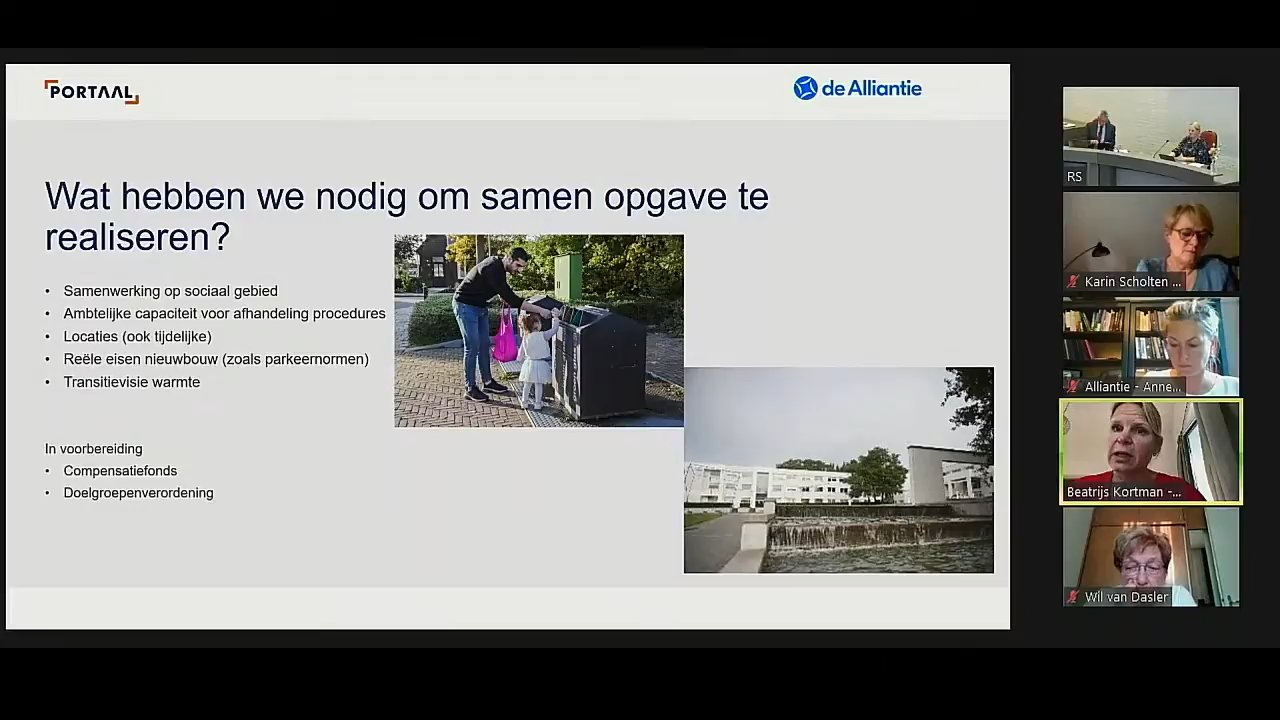 PORTAAL
de Alliantie
Wat hebben we nodig om samen opgave te
realiseren?
• Samenwerking op sociaal gebied
• Ambtelijke capaciteit voor afhandeling procedures
• Locaties (ook tijdelijke)
• Reële eisen nieuwbouw (zoals parkeernormen)
• Transitievisie warmte
In voorbereiding
• Compensatiefonds
• Doelgroepenverordening
RS
Karin Scholten ...
Alliantie - Anne...
Beatrijs Kortman -...
Wil van Dasler